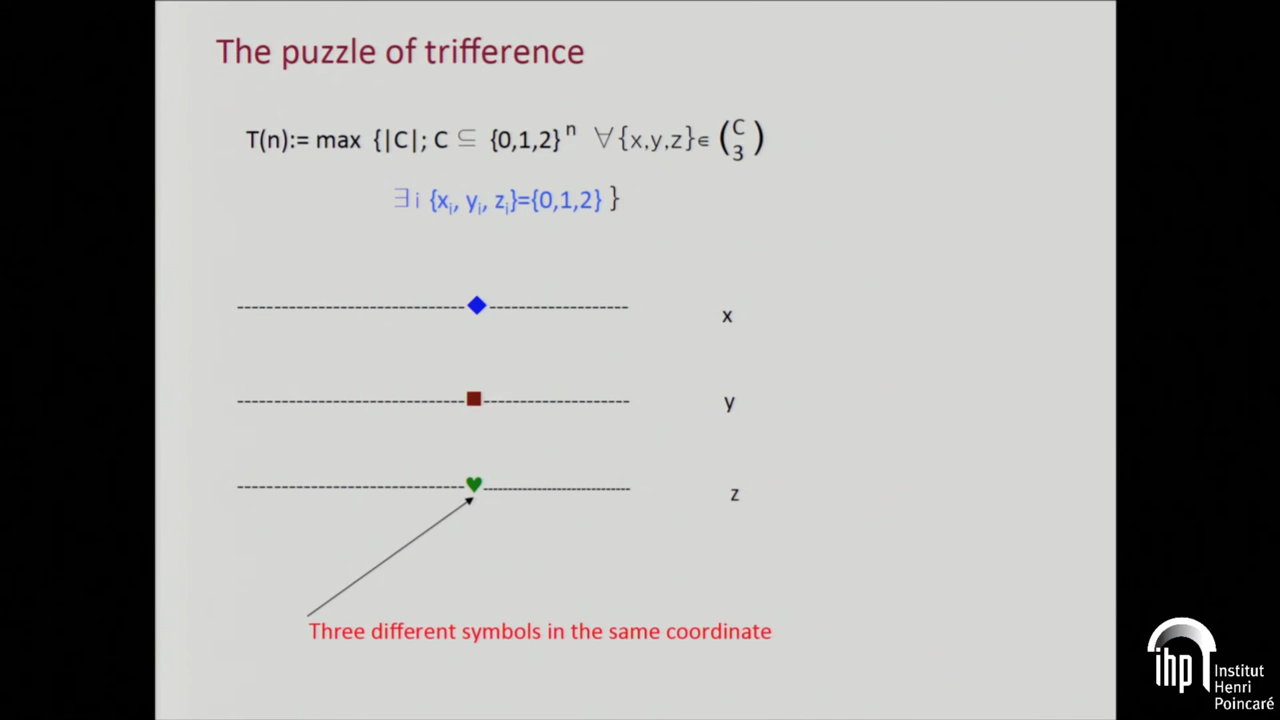 The puzzle of trifference
T(n):= max {|C|; C ⊆ {0,1,2}ⁿ ∀{x,y,z}∈(C 3)
∃i {xᵢ, yᵢ, zᵢ}={0,1,2} }
x
y
z
Three different symbols in the same coordinate
ihp Institut
Henri
Poincaré